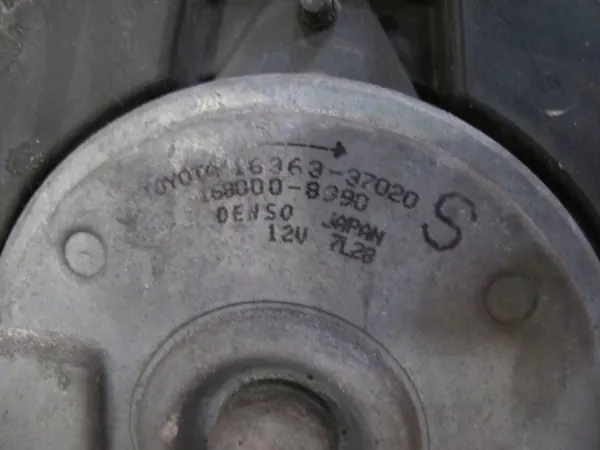 TOYOTA 16363-37020
168000-8990
DENSO JAPAN
12V 7L28
S